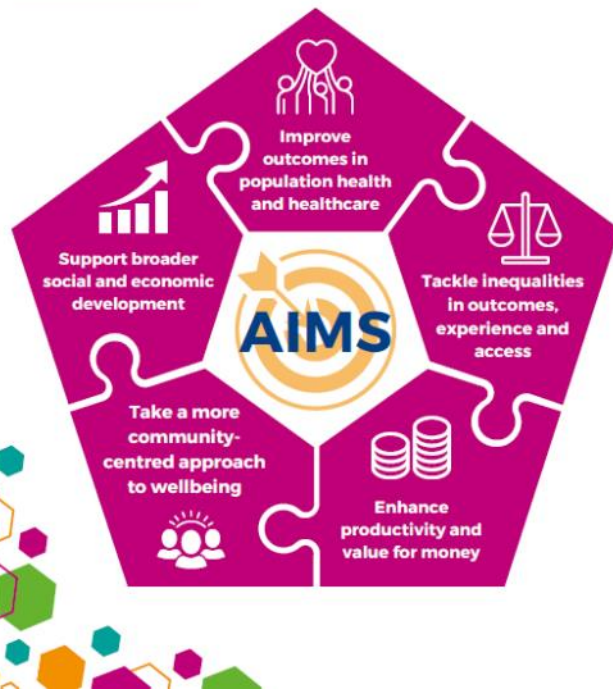 Improve
outcomes in
population health
and healthcare
Support broader
social and economic
development
Tackle inequalities
in outcomes,
experience and
access
AIMS
Take a more
community-
centred approach
to wellbeing
Enhance
productivity and
value for money